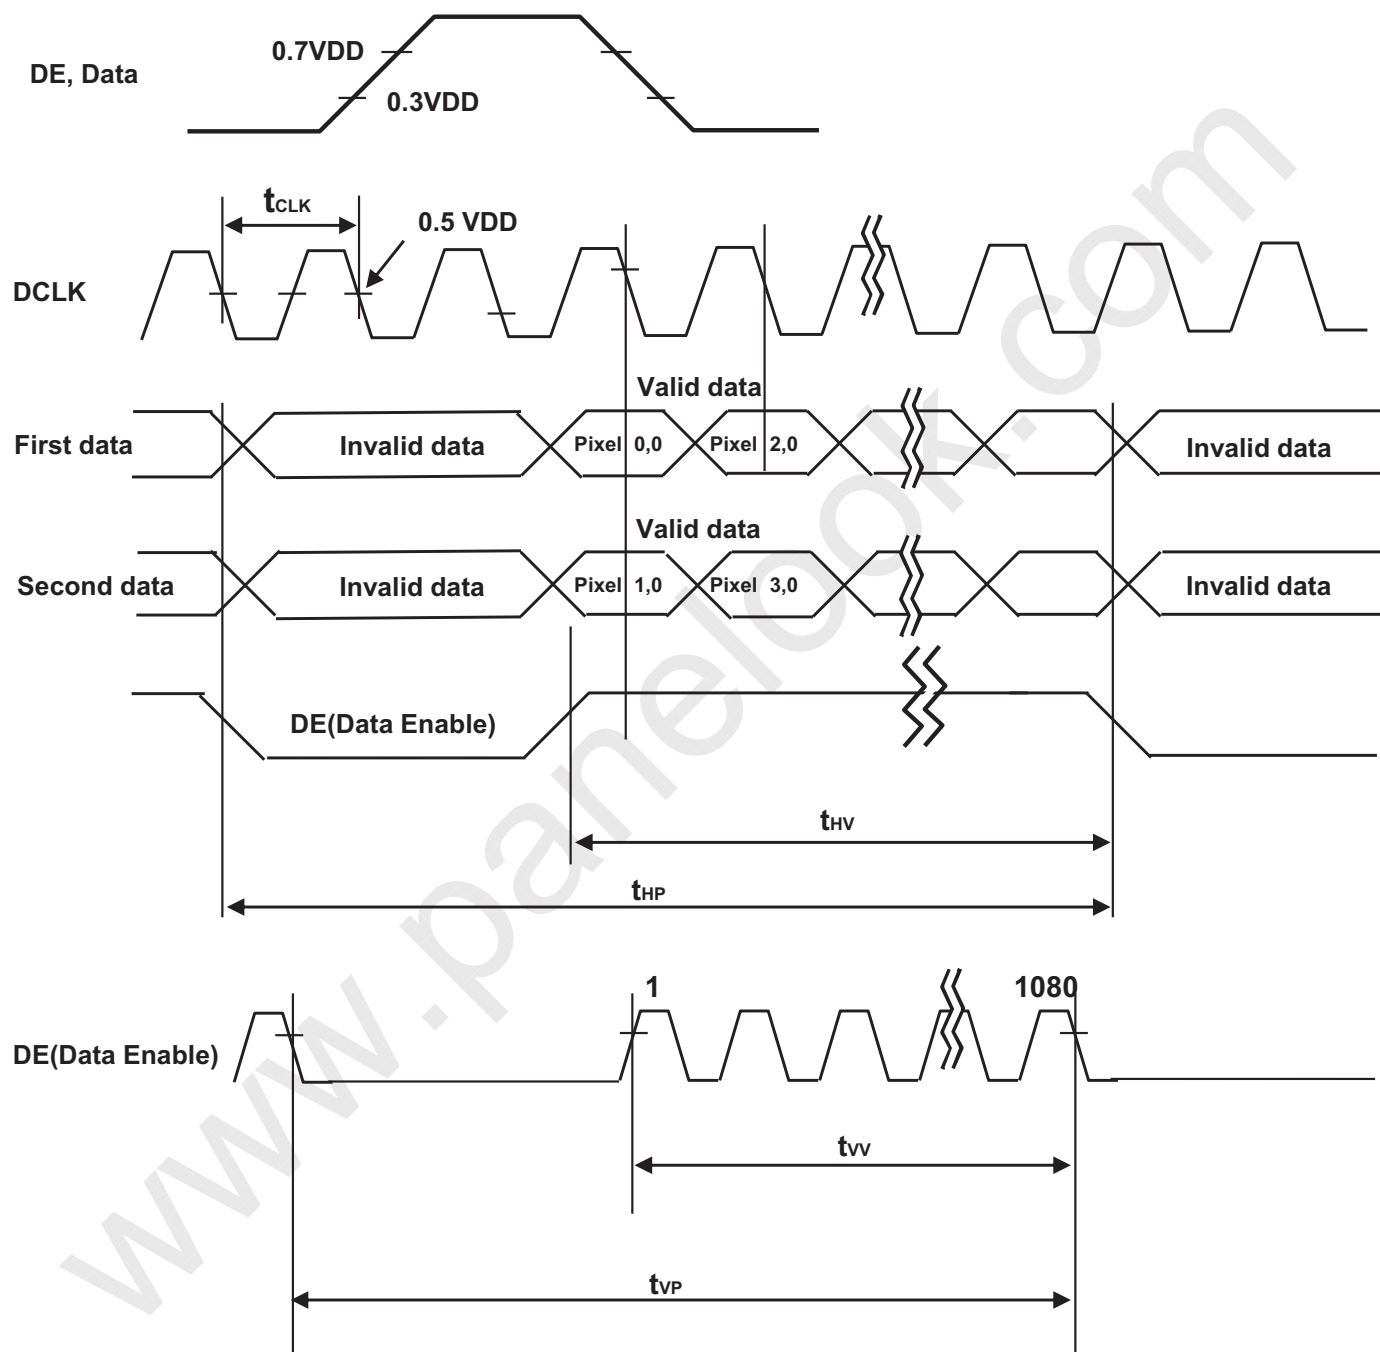 0.7VDD
DE, Data
0.3VDD
tCLK
0.5 VDD
DCLK
Valid data
First data
Invalid data
Pixel 0,0
Pixel 2,0
Invalid data
Valid data
Second data
Invalid data
Pixel 1,0
Pixel 3,0
Invalid data
DE(Data Enable)
tHV
tHP
1
1080
DE(Data Enable)
tVV
tVP
www.panelook.com